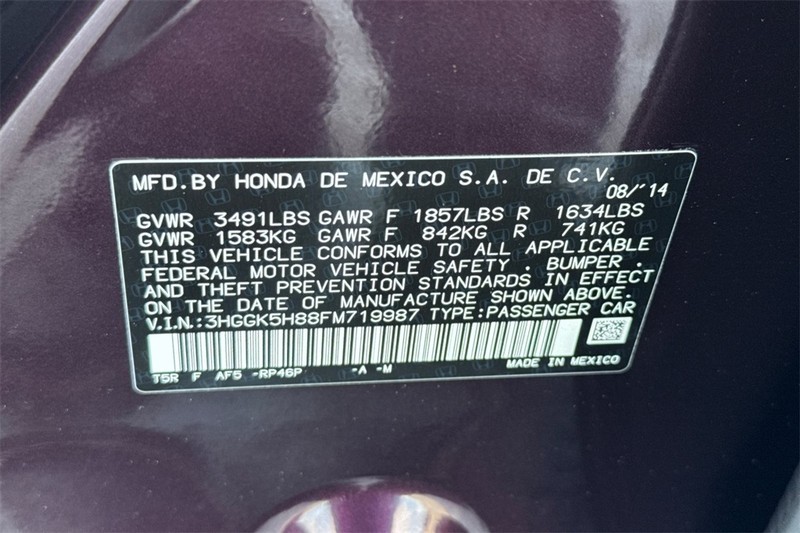 MFD.BY HONDA DE MEXICO S.A. DE C.V.
08/'14
GVWR 3491LBS GAWR F 1857LBS R 1634LBS
GVWR 1583KG GAWR F 842KG R 741KG
THIS VEHICLE CONFORMS TO ALL APPLICABLE
FEDERAL MOTOR VEHICLE SAFETY , BUMPER ,
AND THEFT PREVENTION STANDARDS IN EFFECT
ON THE DATE OF MANUFACTURE SHOWN ABOVE.
V.I.N.:3HGGK5H88FM719987 TYPE:PASSENGER CAR
T5R F AF5 -RP46P -A -M MADE IN MEXICO